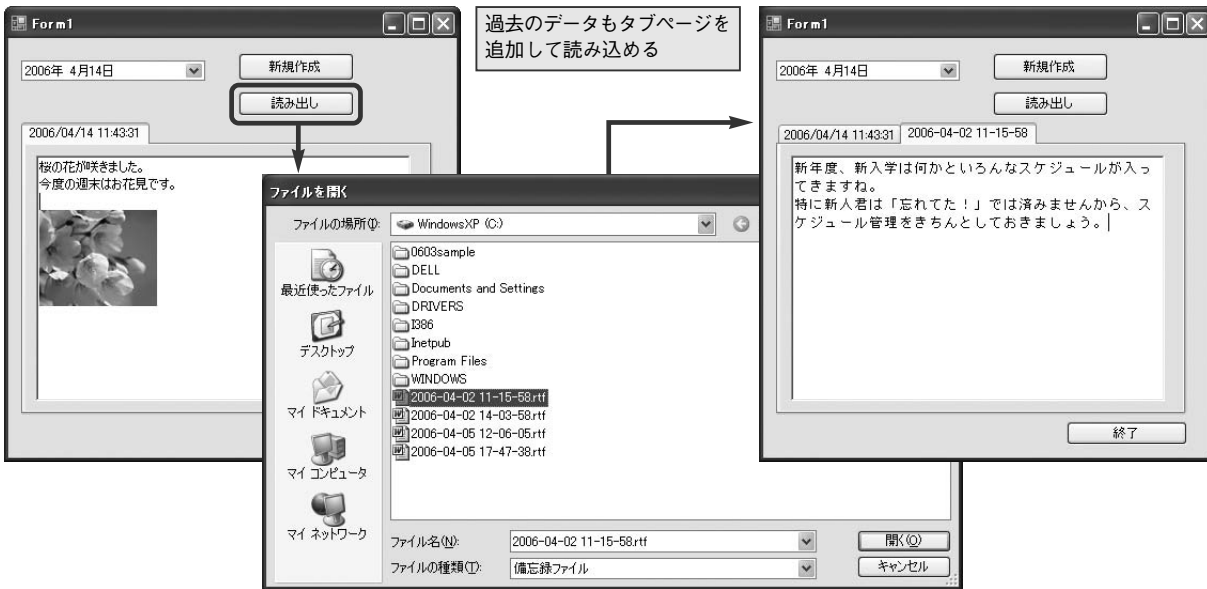 Form1
2006年 4月14日
新規作成
読み出し
2006/04/14 11:43:31
桜の花が咲きました。
今度の週末はお花見です。
過去のデータもタブページを
追加して読み込める
ファイルを開く
ファイルの場所(I):
WindowsXP (C:)
最近使ったファイル
デスクトップ
マイ ドキュメント
マイ コンピュータ
マイ ネットワーク
0603sample
DELL
Documents and Settings
DRIVERS
I386
Inetpub
Program Files
WINDOWS
2006-04-02 11-15-58.rtf
2006-04-02 14-03-58.rtf
2006-04-05 12-06-05.rtf
2006-04-05 17-47-38.rtf
ファイル名(N):
2006-04-02 11-15-58.rtf
開く(O)
ファイルの種類(T):
備忘録ファイル
キャンセル
Form1
2006年 4月14日
新規作成
読み出し
2006/04/14 11:43:31
2006-04-02 11-15-58
新年度、新入学は何かといろんなスケジュールが入っ
てきますね。
特に新人君は「忘れてた！」では済みませんから、ス
ケジュール管理をきちんとしておきましょう。
終了